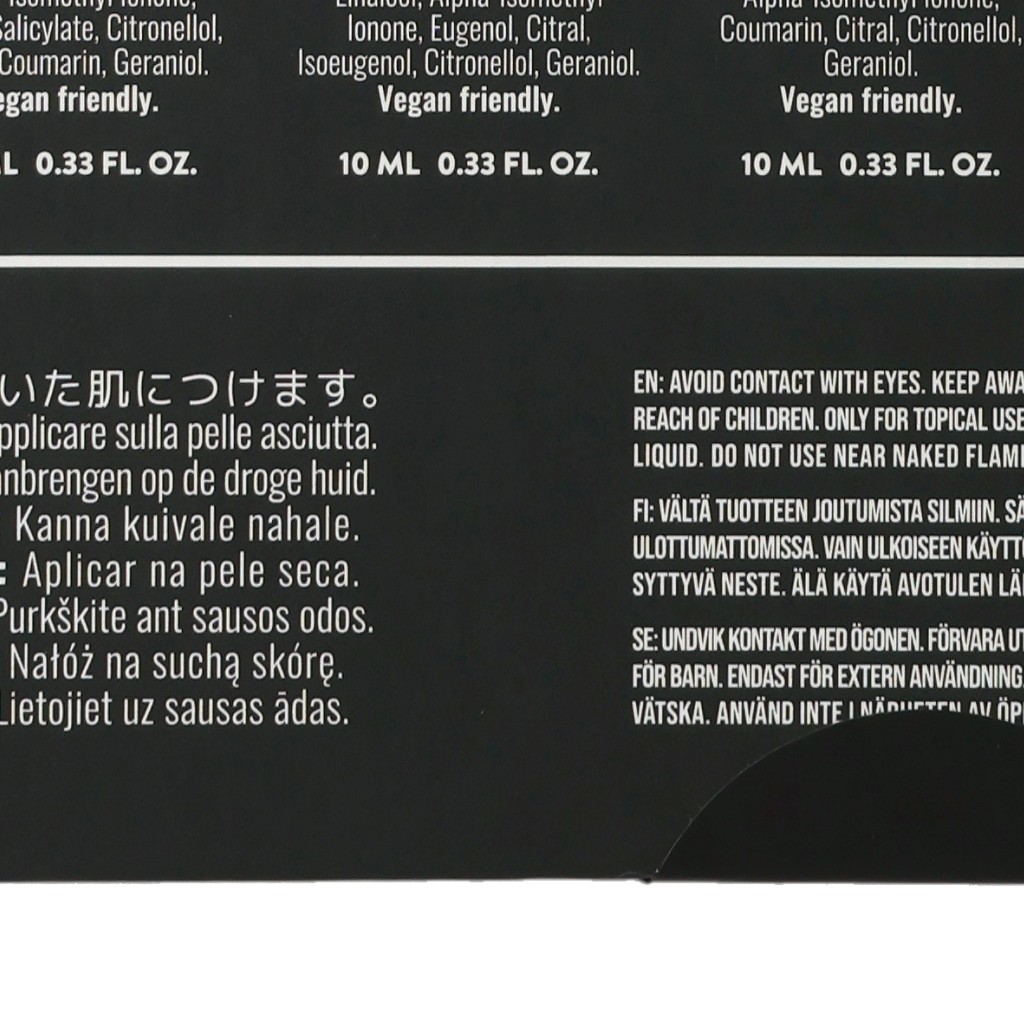 Citronellol,
Coumarin, Geraniol.
friendly.
0.33 FL. OZ.
Ionone, Eugenol, Citral,
Isoeugenol, Citronellol, Geraniol.
Vegan friendly.
10 ML 0.33 FL. OZ.
Coumarin, Citral, Citronellol,
Geraniol.
Vegan friendly.
10 ML 0.33 FL. OZ.
いた肌につけます。
sulla pelle asciutta.
op de droge huid.
Kanna kuivale nahale.
: Aplicar na pele seca.
Purkškite ant sausos odos.
Nałóż na suchą skórę.
Lietojiet uz sausas ādas.
EN: AVOID CONTACT WITH EYES. KEEP
REACH OF CHILDREN. ONLY FOR TOPICAL USE
LIQUID. DO NOT USE NEAR NAKED
FI: VÄLTÄ TUOTTEEN JOUTUMISTA SILMIIN.
ULOTTUMATTOMISSA. VAIN ULKOISEEN
SYTTYVÄ NESTE. ÄLÄ KÄYTÄ AVOTULEN
SE: UNDVIK KONTAKT MED ÖGONEN. FÖRVARA
FÖR BARN. ENDAST FÖR EXTERN ANVÄNDNING.
VÄTSKA. ANVÄND INTE